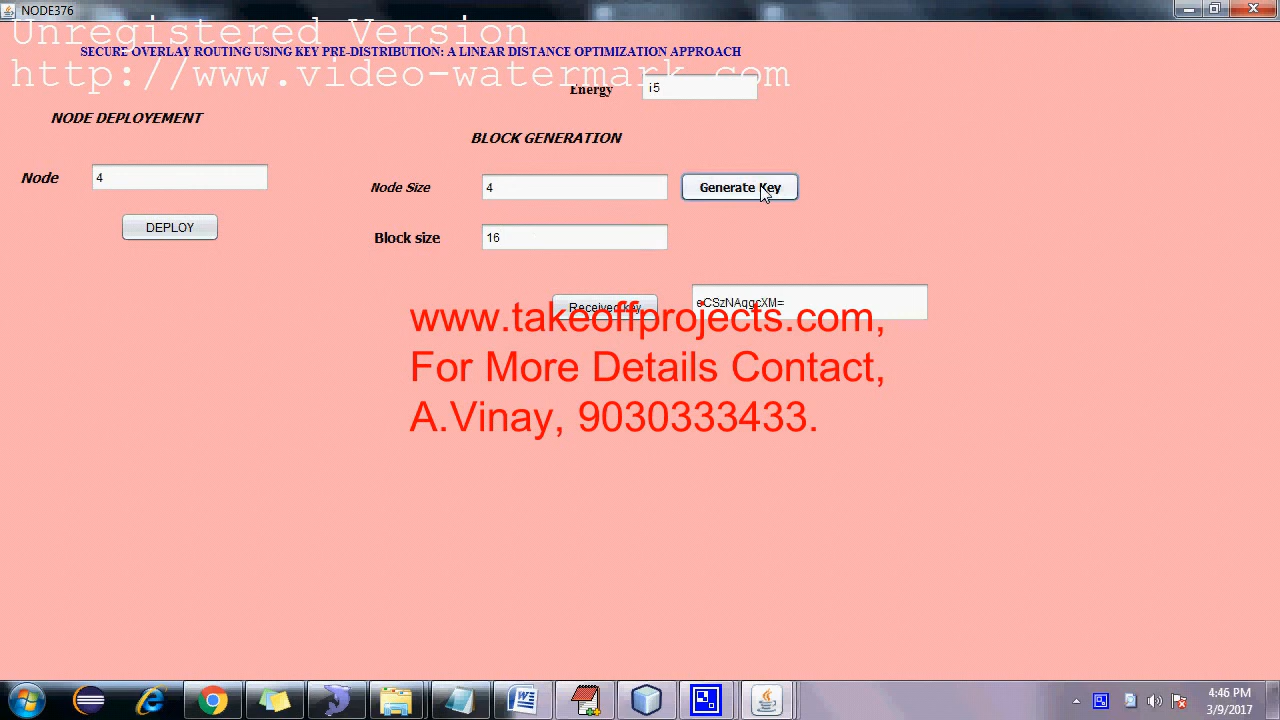 NODE376
Unregistered Version
SECURE OVERLAY ROUTING USING KEY PRE-DISTRIBUTION: A LINEAR DISTANCE OPTIMIZATION APPROACH
http://www.video-watermark.com
Energy
NODE DEPLOYEMENT
BLOCK GENERATION
Node 4
Node Size 4 Generate Key
DEPLOY
Block size 16
Received key
www.takeoffprojects.com,
For More Details Contact,
A.Vinay, 9030333433.
4:46 PM
3/9/2017